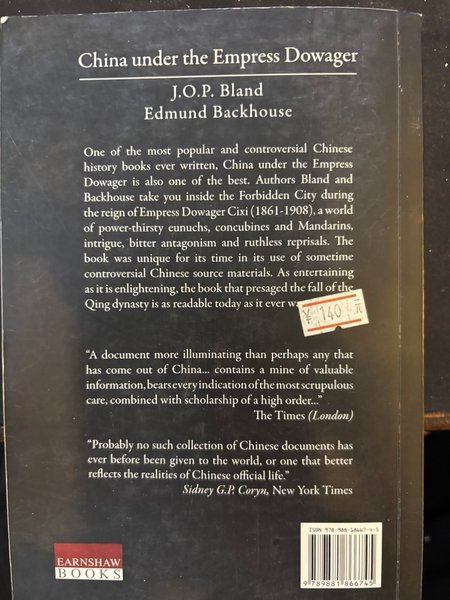 China under the Empress Dowager
J.O.P. Bland
Edmund Backhouse
One of the most popular and controversial Chinese
history books ever written, China under the Empress
Dowager is also one of the best. Authors Bland and
Backhouse take you inside the Forbidden City during
the reign of Empress Dowager Cixi (1861-1908), a world
of power-thirsty eunuchs, concubines and Mandarins,
intrigue, bitter antagonism and ruthless reprisals. The
book was unique for its time in its use of sometime
controversial Chinese source materials. As entertaining
as it is enlightening, the book that presaged the fall of the
Qing dynasty is as readable today as it ever
¥ 140 元
“A document more illuminating than perhaps any that
has come out of China... contains a mine of valuable
information, bears every indication of the most scrupulous
care, combined with scholarship of a high order...”
The Times (London)
“Probably no such collection of Chinese documents has
ever before been given to the world, or one that better
reflects the realities of Chinese official life.”
Sidney G.P. Coryn, New York Times
ISBN 978-988-18667-4-5
9789881866745
EARNSHAW
BOOKS